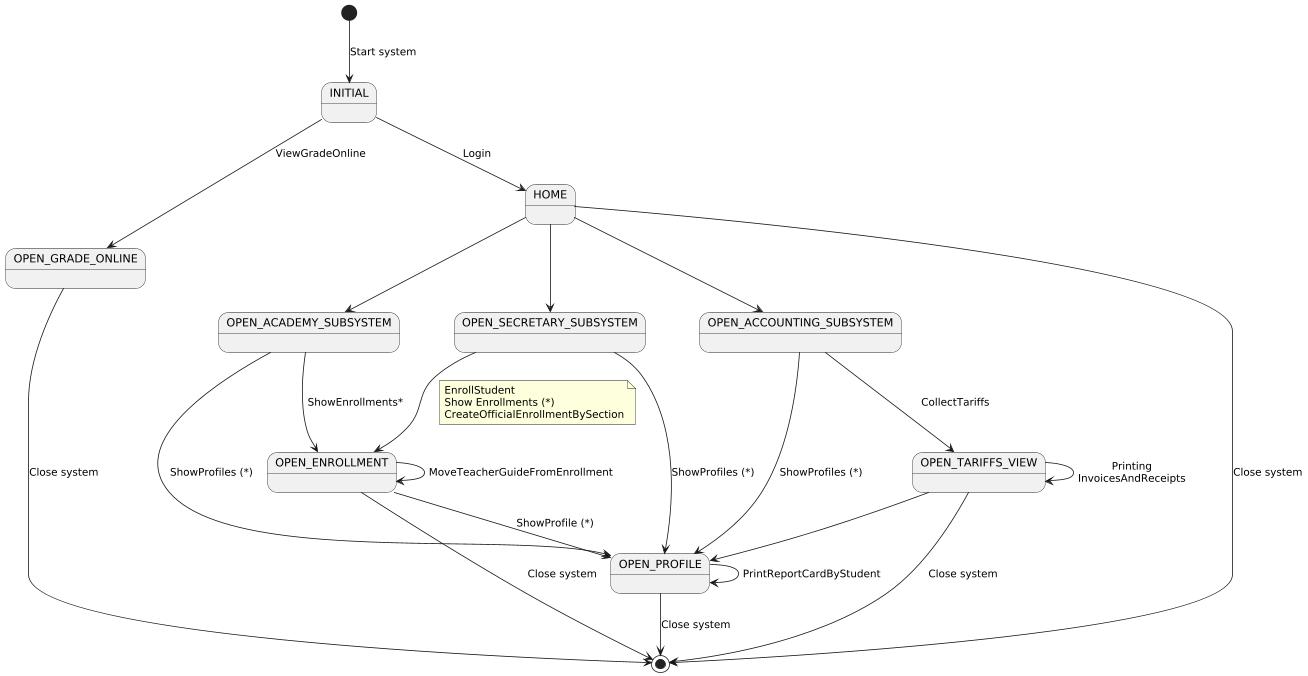 Start system
INITIAL
ViewGradeOnline
Login
HOME
OPEN_GRADE_ONLINE
OPEN_ACADEMY_SUBSYSTEM
OPEN_SECRETARY_SUBSYSTEM
OPEN_ACCOUNTING_SUBSYSTEM
EnrollStudent
Show Enrollments (*)
CreateOfficialEnrollmentBySection
ShowEnrollments*
CollectTariffs
OPEN_ENROLLMENT
OPEN_TARIFFS_VIEW
Close system
ShowProfiles (*)
MoveTeacherGuideFromEnrollment
ShowProfiles (*)
ShowProfiles (*)
Printing
InvoicesAndReceipts
Close system
ShowProfile (*)
OPEN_PROFILE
Close system
PrintReportCardByStudent
Close system
Close system